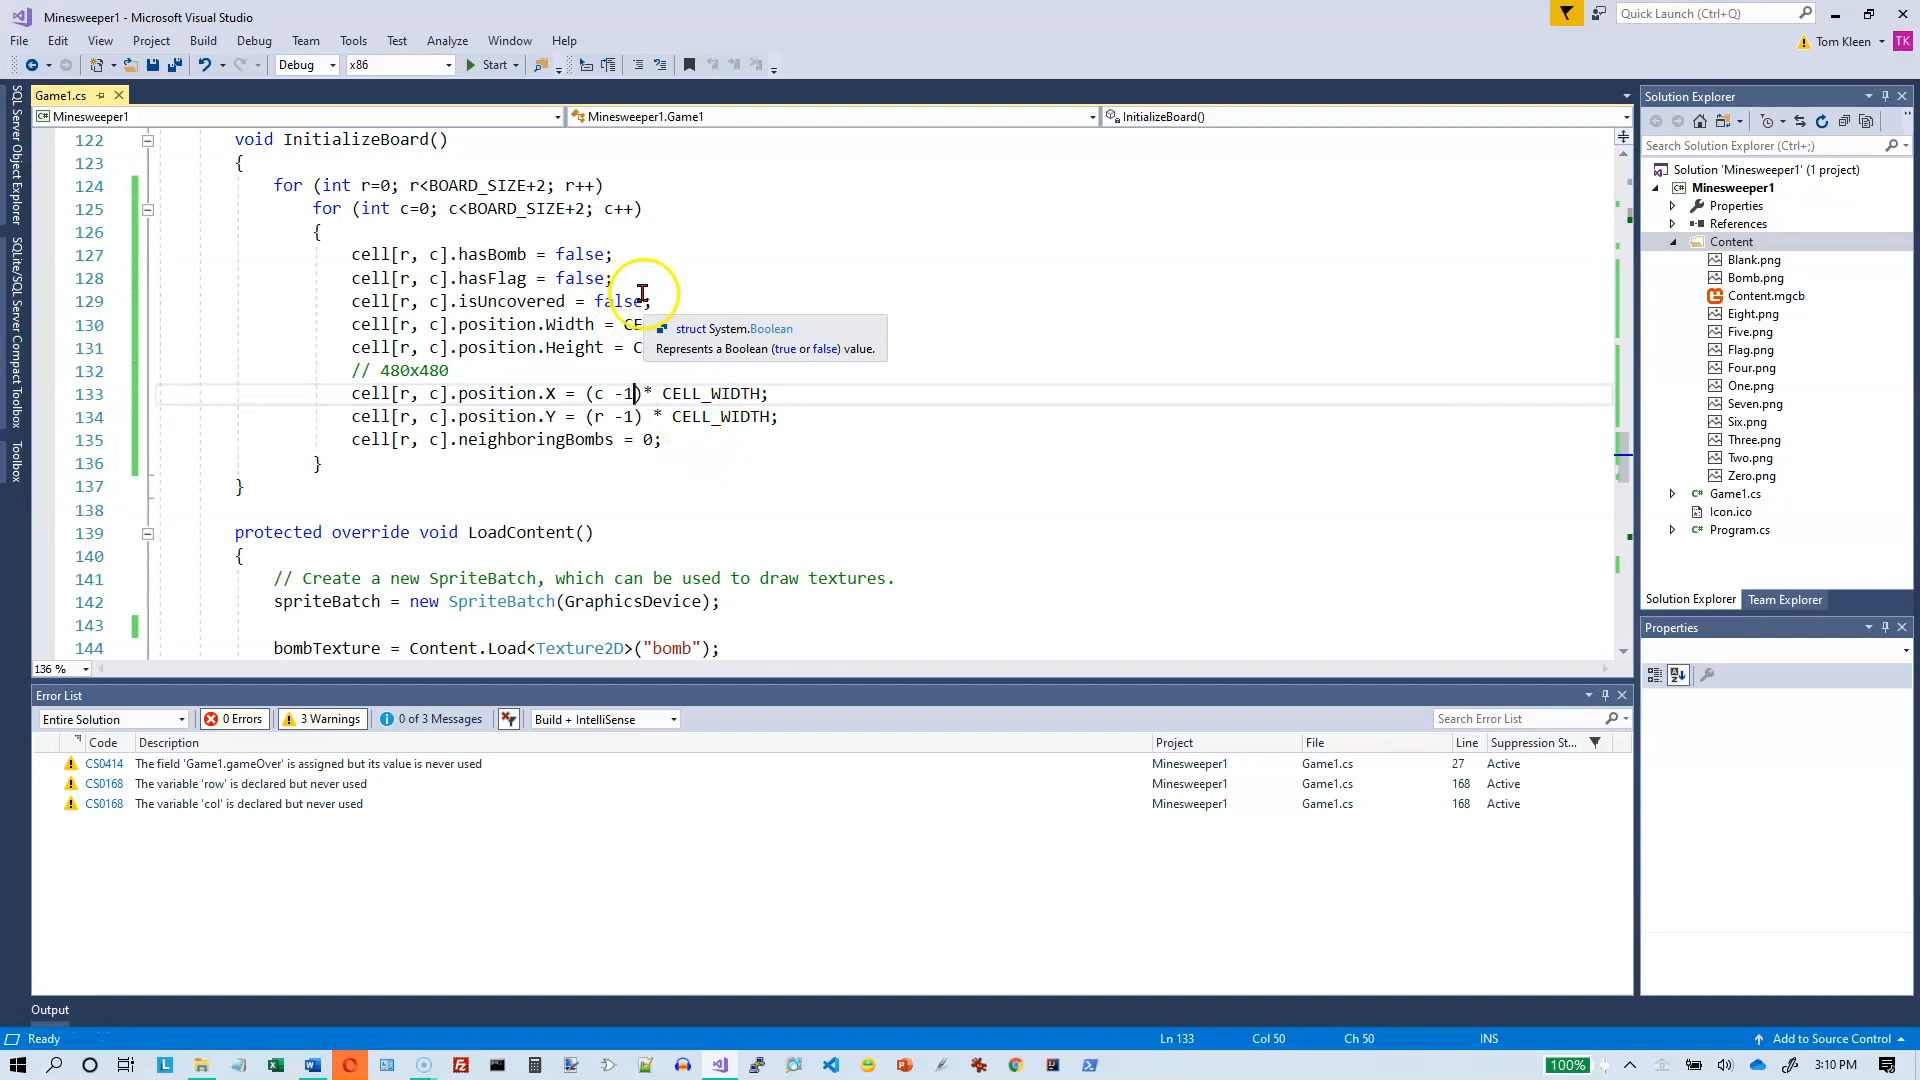 Minesweeper1 - Microsoft Visual Studio
Quick Launch (Ctrl+Q)
File Edit View Project Build Debug Team Tools Test Analyze Window Help
Tom Kleen TK
Debug x86 Start
SQL Server Object Explorer
SQLite/SQL Server Compact Toolbox
Toolbox
Game1.cs
Minesweeper1 Minesweeper1.Game1 InitializeBoard()
122 void InitializeBoard()
123 {
124 for (int r=0; r<BOARD_SIZE+2; r++)
125 for (int c=0; c<BOARD_SIZE+2; c++)
126 {
127 cell[r, c].hasBomb = false;
128 cell[r, c].hasFlag = false;
129 cell[r, c].isUncovered = false;
130 cell[r, c].position.Width = CE
131 cell[r, c].position.Height = C
struct System.Boolean
Represents a Boolean (true or false) value.
132 // 480x480
133 cell[r, c].position.X = (c -1)* CELL_WIDTH;
134 cell[r, c].position.Y = (r -1) * CELL_WIDTH;
135 cell[r, c].neighboringBombs = 0;
136 }
137 }
138
139 protected override void LoadContent()
140 {
141 // Create a new SpriteBatch, which can be used to draw textures.
142 spriteBatch = new SpriteBatch(GraphicsDevice);
143
144 bombTexture = Content.Load<Texture2D>("bomb");
136 %
Solution Explorer
Search Solution Explorer (Ctrl+;)
Solution 'Minesweeper1' (1 project)
Minesweeper1
Properties
References
Content
Blank.png
Bomb.png
Content.mgcb
Eight.png
Five.png
Flag.png
Four.png
One.png
Seven.png
Six.png
Three.png
Two.png
Zero.png
Game1.cs
Icon.ico
Program.cs
Solution Explorer Team Explorer
Properties
Error List
Entire Solution 0 Errors 3 Warnings 0 of 3 Messages Build + IntelliSense Search Error List
Code Description Project File Line Suppression St...
CS0414 The field 'Game1.gameOver' is assigned but its value is never used Minesweeper1 Game1.cs 27 Active
CS0168 The variable 'row' is declared but never used Minesweeper1 Game1.cs 168 Active
CS0168 The variable 'col' is declared but never used Minesweeper1 Game1.cs 168 Active
Output
Ready Ln 133 Col 50 Ch 50 INS Add to Source Control
100% 3:10 PM